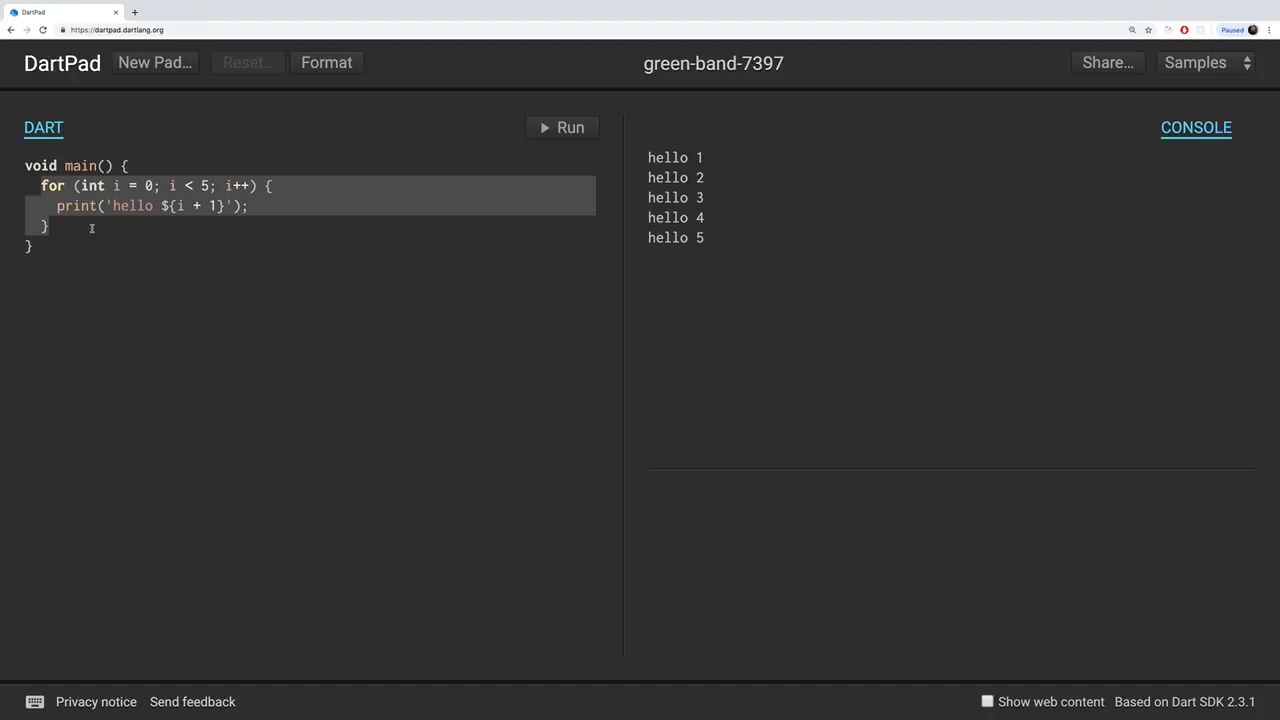 DartPad
https://dartpad.dartlang.org
Paused
DartPad
New Pad...
Reset...
Format
green-band-7397
Share...
Samples
DART
Run
CONSOLE
void main() {
  for (int i = 0; i < 5; i++) {
    print('hello ${i + 1}');
  }
}
hello 1
hello 2
hello 3
hello 4
hello 5
Privacy notice
Send feedback
Show web content
Based on Dart SDK 2.3.1